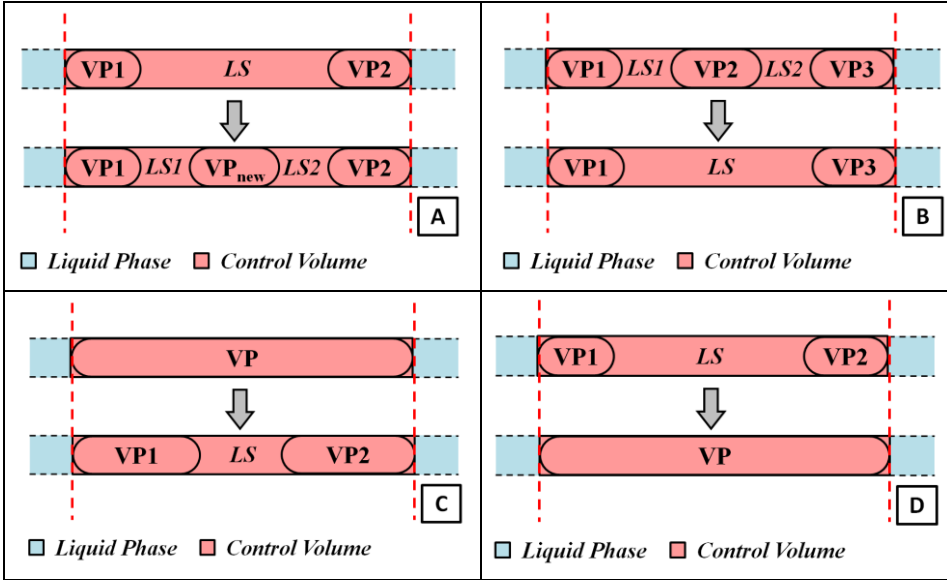 VP1 LS VP2
VP1 LS1 VPnew LS2 VP2
A
Liquid Phase Control Volume
VP1 LS1 VP2 LS2 VP3
VP1 LS VP3
B
Liquid Phase Control Volume
VP
VP1 LS VP2
C
Liquid Phase Control Volume
VP1 LS VP2
VP
D
Liquid Phase Control Volume